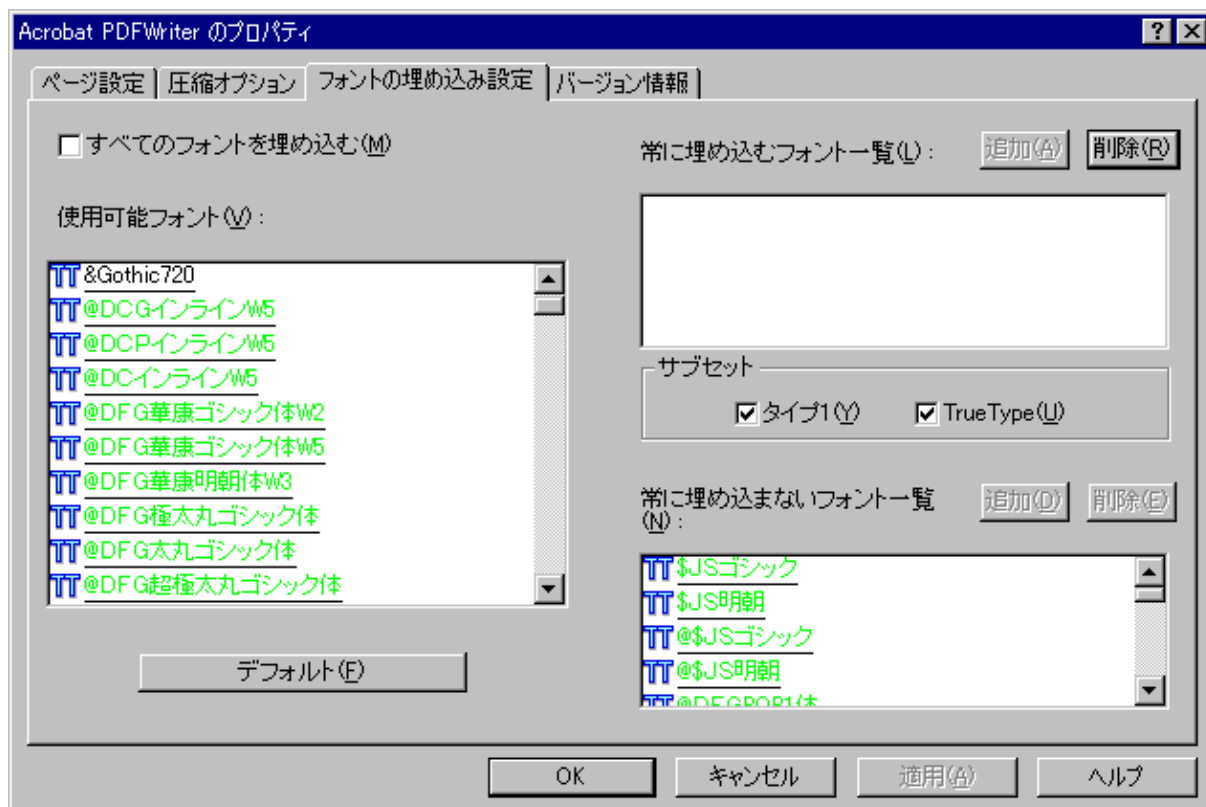 Acrobat PDFWriter のプロパティ
ページ設定
圧縮オプション
フォントの埋め込み設定
バージョン情報
すべてのフォントを埋め込む(M)
使用可能フォント(V):
&Gothic720
@DCGインラインW5
@DCPインラインW5
@DCインラインW5
@DFG華康ゴシック体W2
@DFG華康ゴシック体W5
@DFG華康明朝体W3
@DFG極太丸ゴシック体
@DFG太丸ゴシック体
@DFG超極太丸ゴシック体
デフォルト(F)
常に埋め込むフォント一覧(L):
追加(A)
削除(R)
サブセット
タイプ1(Y)
TrueType(U)
常に埋め込まないフォント一覧
(N):
追加(D)
削除(E)
$JSゴシック
$JS明朝
@$JSゴシック
@$JS明朝
@DFGPOP1体
OK
キャンセル
適用(A)
ヘルプ